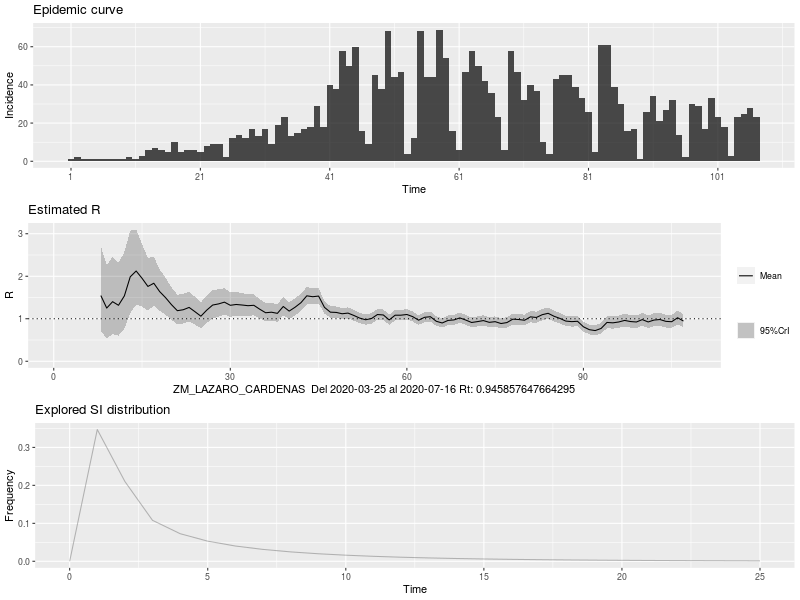 Epidemic curve
Incidence
60
40
20
0
1 21 41 61 81 101
Time
Estimated R
R
3
2
1
0
Mean
95%CrI
0 30 60 90
ZM_LAZARO_CARDENAS Del 2020-03-25 al 2020-07-16 Rt: 0.945857647664295
Explored SI distribution
Frequency
0.3
0.2
0.1
0.0
0 5 10 15 20 25
Time